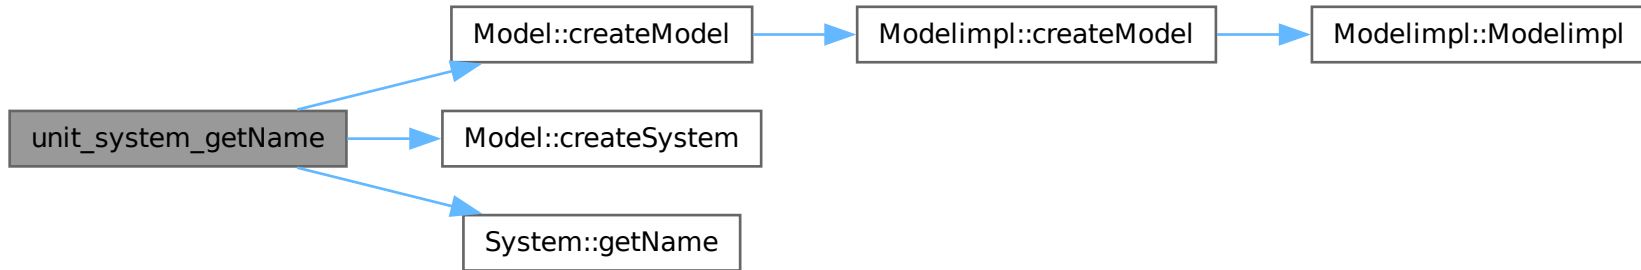 Model::createModel
Modelimpl::createModel
Modelimpl::Modelimpl
unit_system_getName
Model::createSystem
System::getName